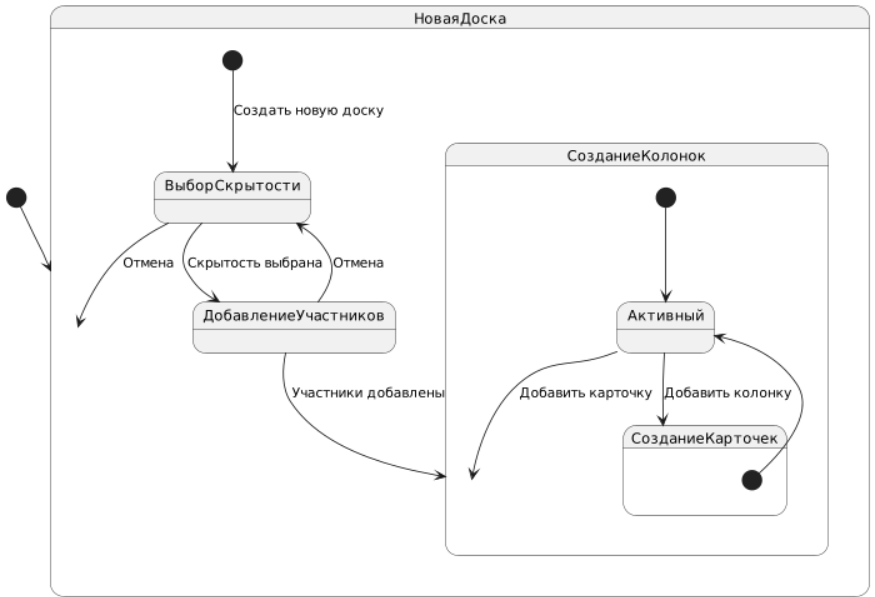 НоваяДоска
Создать новую доску
СозданиеКолонок
ВыборСкрытости
Отмена
Скрытость выбрана
Отмена
ДобавлениеУчастников
Активный
Участники добавлены
Добавить карточку
Добавить колонку
СозданиеКарточек